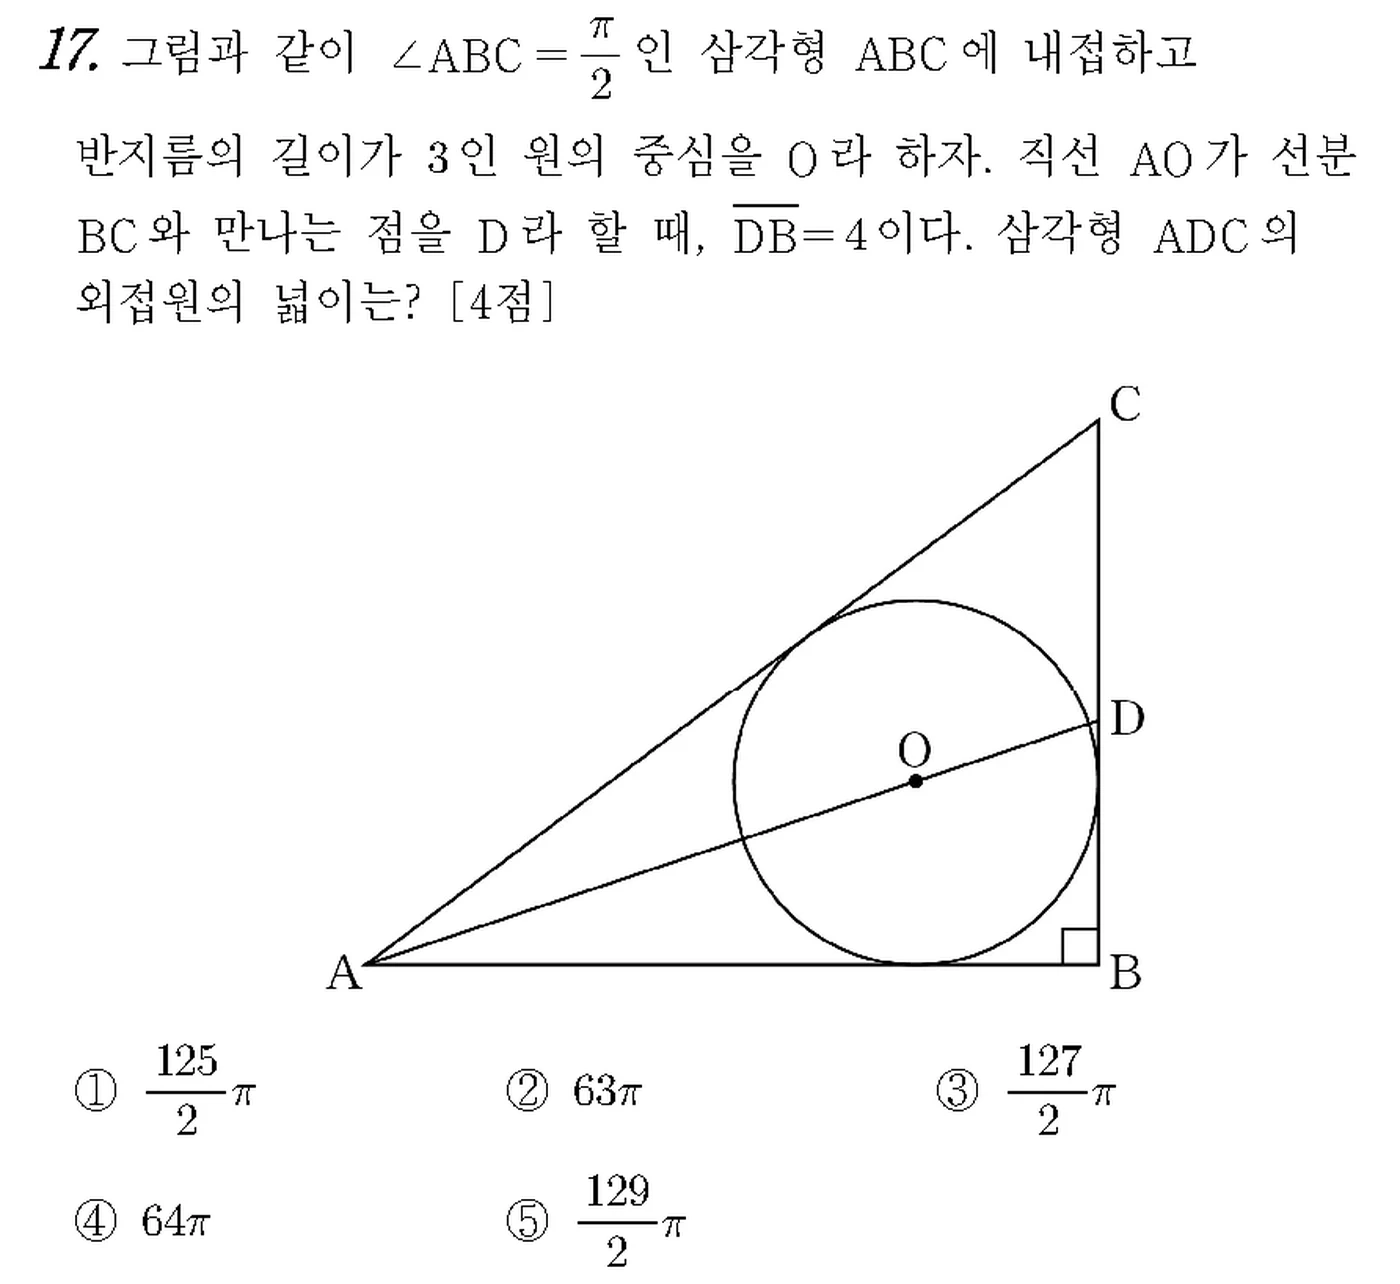 17. 그림과 같이 ∠ABC = π/2 인 삼각형 ABC에 내접하고
반지름의 길이가 3인 원의 중심을 O라 하자. 직선 AO가 선분
BC와 만나는 점을 D라 할 때, \overline{DB}=4이다. 삼각형 ADC의
외접원의 넓이는? [4점]
C
D
O
A
B
① 125/2 π ② 63π ③ 127/2 π
④ 64π ⑤ 129/2 π